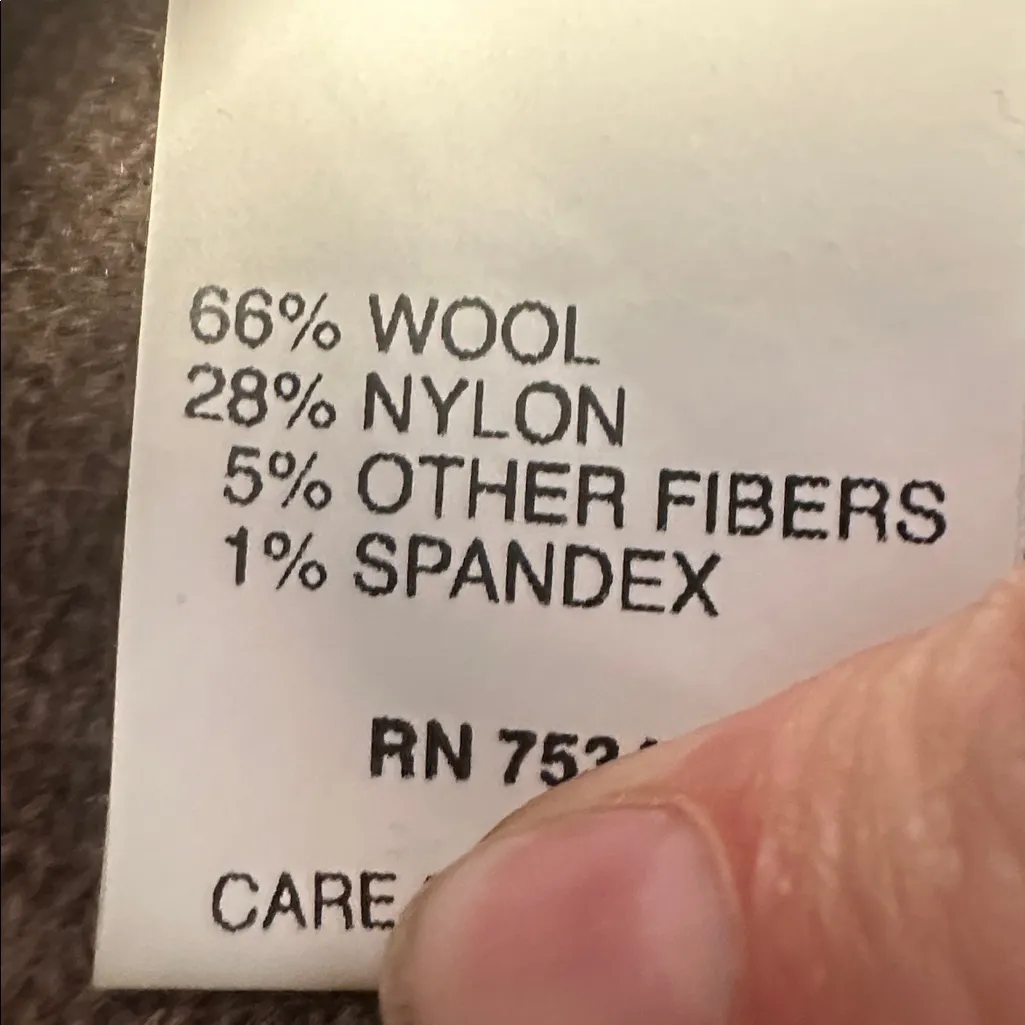 66% WOOL
28% NYLON
5% OTHER FIBERS
1% SPANDEX
RN
CARE